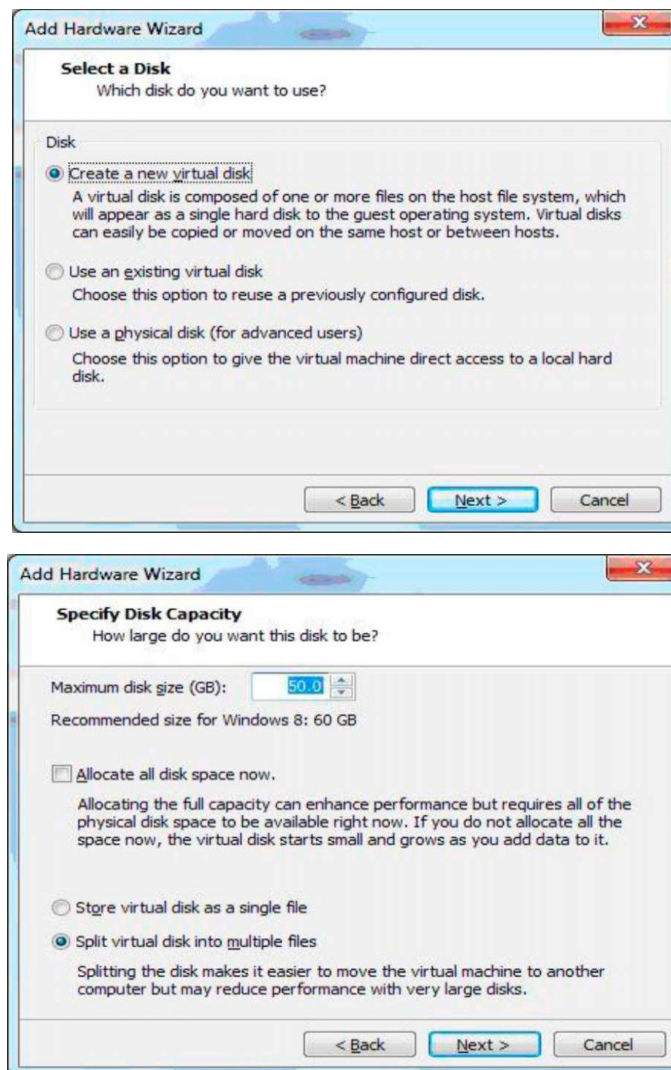 Add Hardware Wizard
Select a Disk
Which disk do you want to use?
Disk
Create a new virtual disk
A virtual disk is composed of one or more files on the host file system, which
will appear as a single hard disk to the guest operating system. Virtual disks
can easily be copied or moved on the same host or between hosts.
Use an existing virtual disk
Choose this option to reuse a previously configured disk.
Use a physical disk (for advanced users)
Choose this option to give the virtual machine direct access to a local hard
disk.
< Back Next > Cancel
Add Hardware Wizard
Specify Disk Capacity
How large do you want this disk to be?
Maximum disk size (GB): 50.0
Recommended size for Windows 8: 60 GB
Allocate all disk space now.
Allocating the full capacity can enhance performance but requires all of the
physical disk space to be available right now. If you do not allocate all the
space now, the virtual disk starts small and grows as you add data to it.
Store virtual disk as a single file
Split virtual disk into multiple files
Splitting the disk makes it easier to move the virtual machine to another
computer but may reduce performance with very large disks.
< Back Next > Cancel